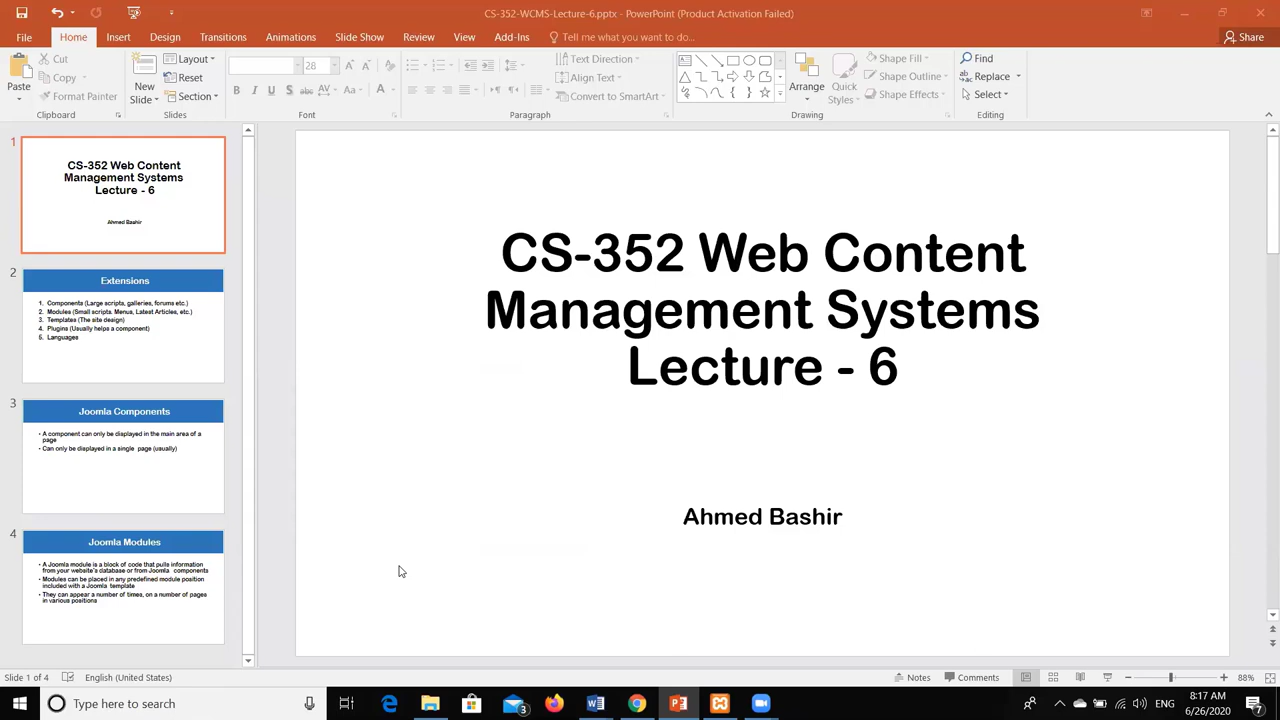 CS-352-WCMS-Lecture-6.pptx - PowerPoint (Product Activation Failed)
File Home Insert Design Transitions Animations Slide Show Review View Add-Ins Tell me what you want to do... Share
Paste
Cut
Copy
Format Painter
Clipboard
New
Slide
Layout
Reset
Section
Slides
28
B I U S abc AV Aa A
Font
Text Direction
Align Text
Convert to SmartArt
Paragraph
Arrange
Quick
Styles
Shape Fill
Shape Outline
Shape Effects
Drawing
Find
Replace
Select
Editing
1
CS-352 Web Content
Management Systems
Lecture - 6
Ahmed Bashir
2
Extensions
1. Components (Large scripts, galleries, forums etc.)
2. Modules (Small scripts. Menus, Latest Articles, etc.)
3. Templates (The site design)
4. Plugins (Usually helps a component)
5. Languages
3
Joomla Components
• A component can only be displayed in the main area of a
page
• Can only be displayed in a single page (usually)
4
Joomla Modules
• A Joomla module is a block of code that pulls information
from your website's database or from Joomla components
• Modules can be placed in any predefined module position
included with a Joomla template
• They can appear a number of times, on a number of pages
in various positions
CS-352 Web Content
Management Systems
Lecture - 6
Ahmed Bashir
Slide 1 of 4 English (United States) Notes Comments 88%
Type here to search
3
ENG
8:17 AM
6/26/2020
7